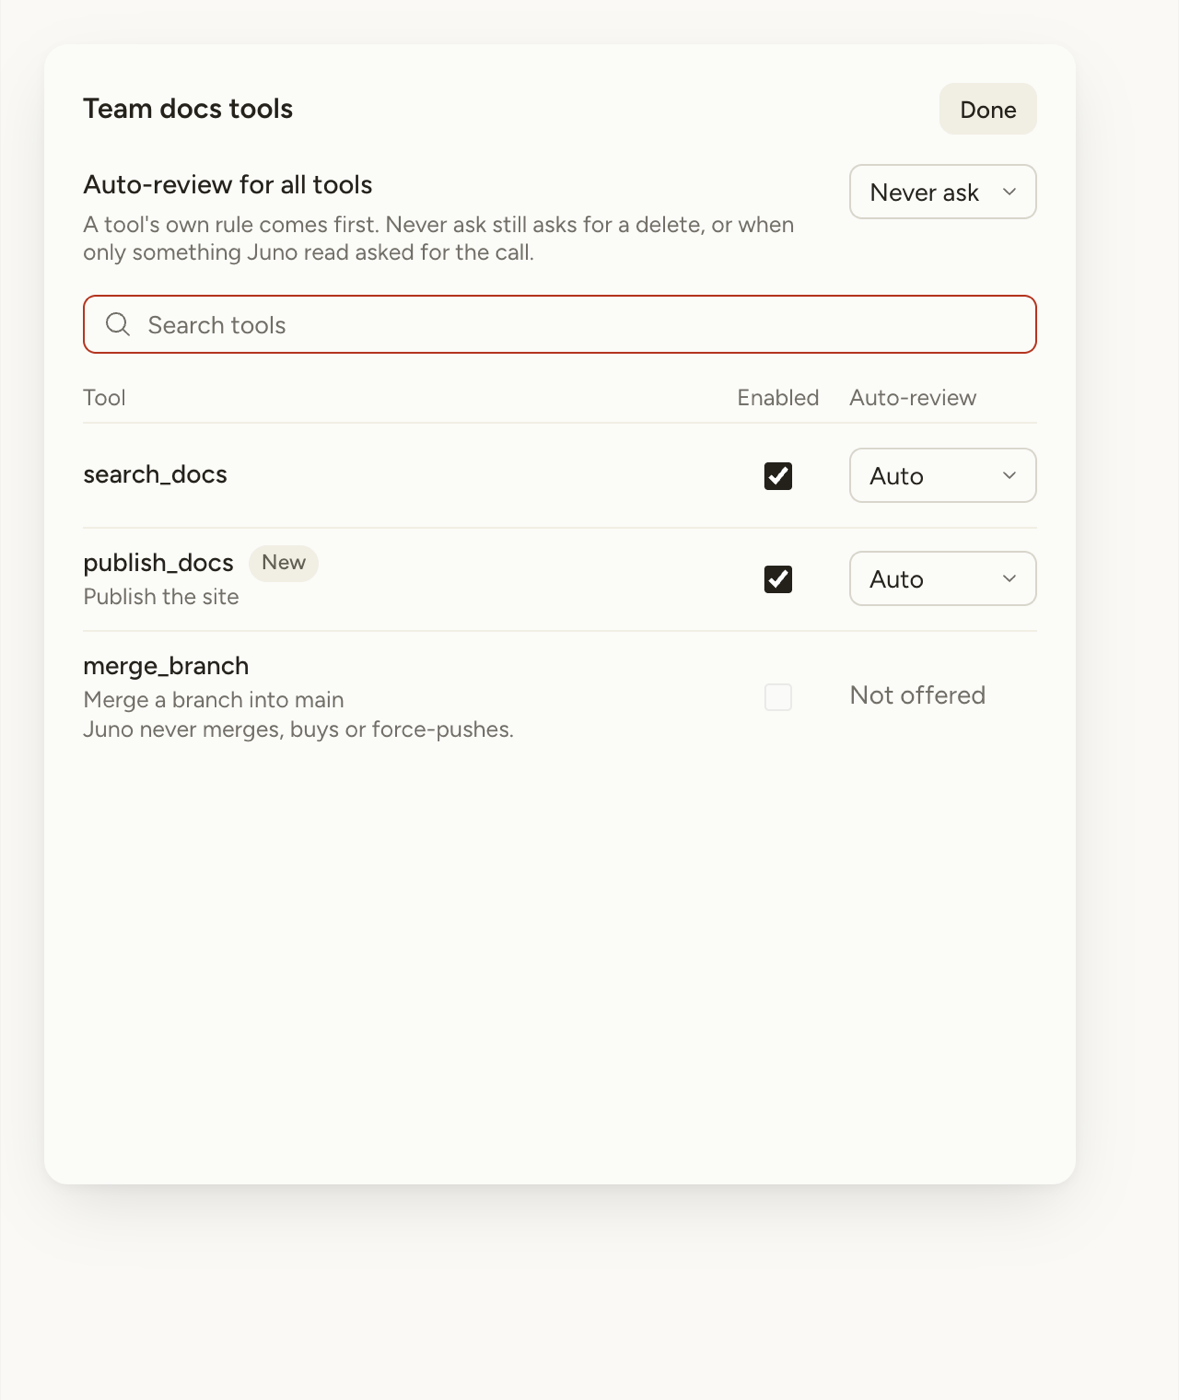 Team docs tools
Done
Auto-review for all tools
Never ask
A tool's own rule comes first. Never ask still asks for a delete, or when
only something Juno read asked for the call.
Search tools
Tool Enabled Auto-review
search_docs
Auto
publish_docs New
Publish the site
Auto
merge_branch
Merge a branch into main
Juno never merges, buys or force-pushes.
Not offered